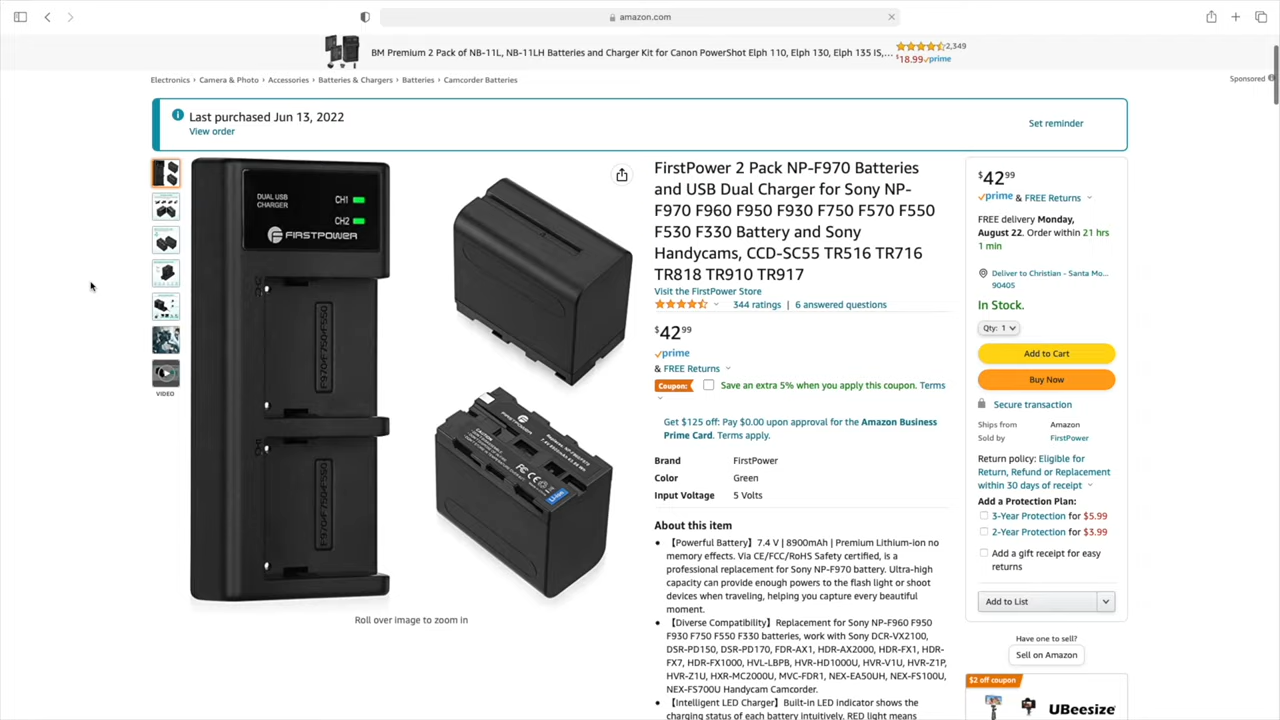 amazon.com
BM Premium 2 Pack of NB-11L, NB-11LH Batteries and Charger Kit for Canon PowerShot Elph 110, Elph 130, Elph 135 IS,...
2,349
$18.99 prime
Electronics › Camera & Photo › Accessories › Batteries & Chargers › Batteries › Camcorder Batteries
Sponsored
Last purchased Jun 13, 2022
View order
Set reminder
DUAL USB
CHARGER
CH1
CH2
FIRSTPOWER
F970•F750•F550
F970•F750•F550
FIRSTPOWER
Li-ion
VIDEO
Roll over image to zoom in
FirstPower 2 Pack NP-F970 Batteries
and USB Dual Charger for Sony NP-
F970 F960 F950 F930 F750 F570 F550
F530 F330 Battery and Sony
Handycams, CCD-SC55 TR516 TR716
TR818 TR910 TR917
Visit the FirstPower Store
344 ratings | 6 answered questions
$42 99
prime
& FREE Returns
Coupon: Save an extra 5% when you apply this coupon. Terms
Get $125 off: Pay $0.00 upon approval for the Amazon Business
Prime Card. Terms apply.
Brand FirstPower
Color Green
Input Voltage 5 Volts
About this item
• 【Powerful Battery】7.4 V | 8900mAh | Premium Lithium-ion no
memory effects. Via CE/FCC/RoHS Safety certified, is a
professional replacement for Sony NP-F970 battery. Ultra-high
capacity can provide enough powers to the flash light or shoot
devices when traveling, helping you capture every beautiful
moment.
• 【Diverse Compatibility】Replacement for Sony NP-F960 F950
F930 F750 F550 F330 batteries, work with Sony DCR-VX2100,
DSR-PD150, DSR-PD170, FDR-AX1, HDR-AX2000, HDR-FX1, HDR-
FX7, HDR-FX1000, HVL-LBPB, HVR-HD1000U, HVR-V1U, HVR-Z1P,
HVR-Z1U, HXR-MC2000U, MVC-FDR1, NEX-EA50UH, NEX-FS100U,
NEX-FS700U Handycam Camcorder.
• 【Intelligent LED Charger】Built-in LED indicator shows the
charging status of each battery intuitively. RED light means
$42 99
prime & FREE Returns
FREE delivery Monday,
August 22. Order within 21 hrs
1 min
Deliver to Christian - Santa Mo...
90405
In Stock.
Qty: 1
Add to Cart
Buy Now
Secure transaction
Ships from Amazon
Sold by FirstPower
Return policy: Eligible for
Return, Refund or Replacement
within 30 days of receipt
Add a Protection Plan:
3-Year Protection for $5.99
2-Year Protection for $3.99
Add a gift receipt for easy
returns
Add to List
Have one to sell?
Sell on Amazon
$2 off coupon
UBeesize